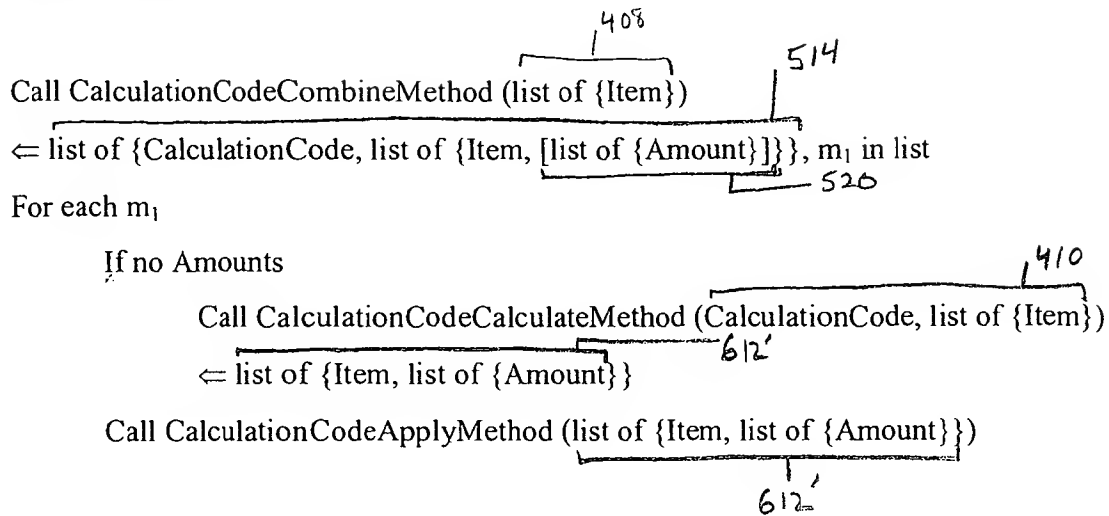 408
514
Call CalculationCodeCombineMethod (list of {Item})
⇐ list of {CalculationCode, list of {Item, [list of {Amount}]}}, m₁ in list
520
For each m₁
If no Amounts
410
Call CalculationCodeCalculateMethod (CalculationCode, list of {Item})
612'
⇐ list of {Item, list of {Amount}}
Call CalculationCodeApplyMethod (list of {Item, list of {Amount}})
612'